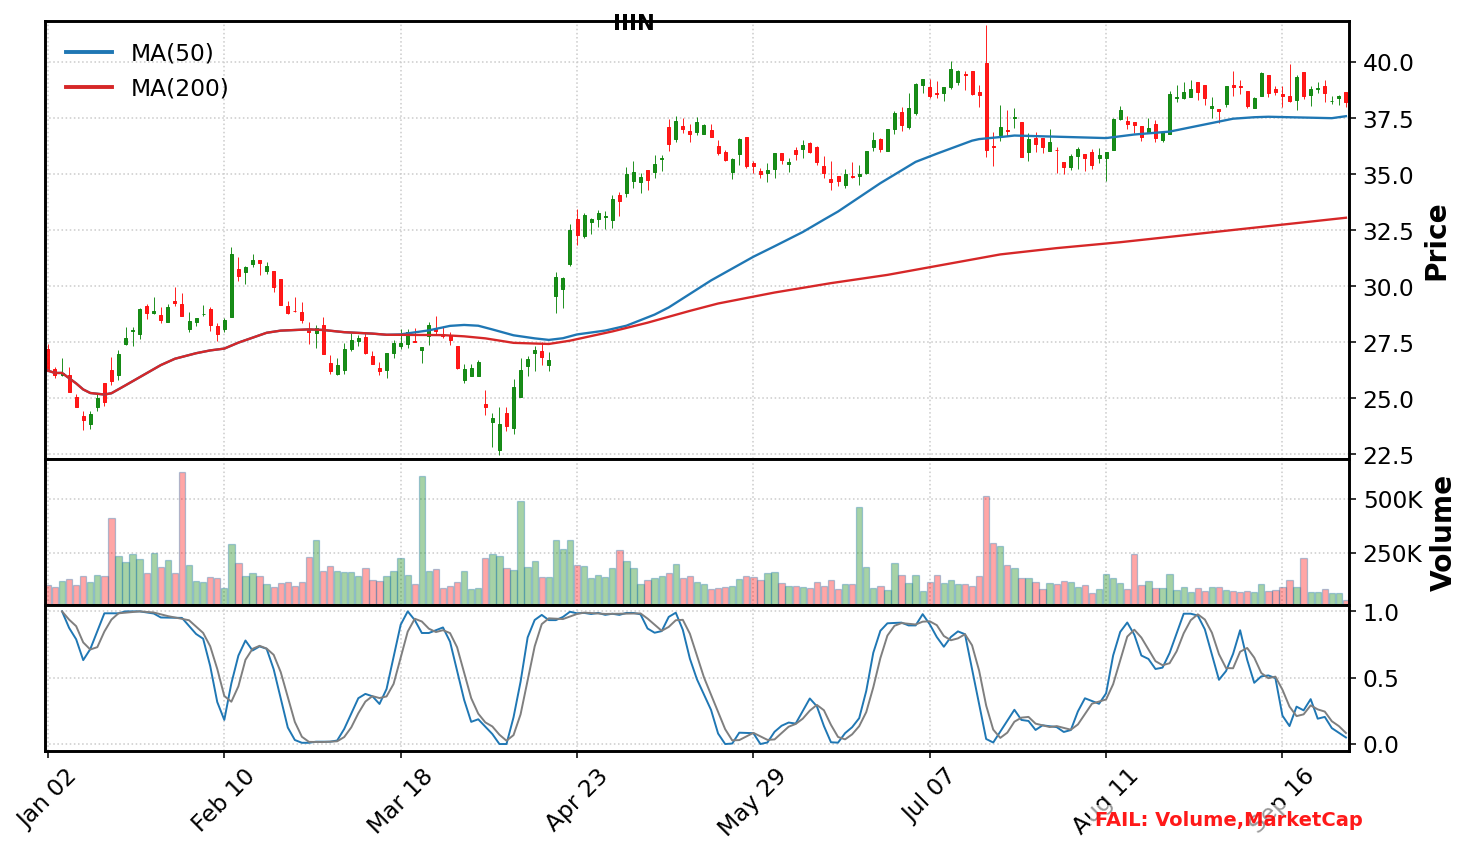 IIIN
MA(50)
MA(200)
40.0
37.5
35.0
32.5
30.0
27.5
25.0
22.5
Price
500K
250K
Volume
1.0
0.5
0.0
Jan 02
Feb 10
Mar 18
Apr 23
May 29
Jul 07
Aug 11
Sep 16
FAIL: Volume,MarketCap